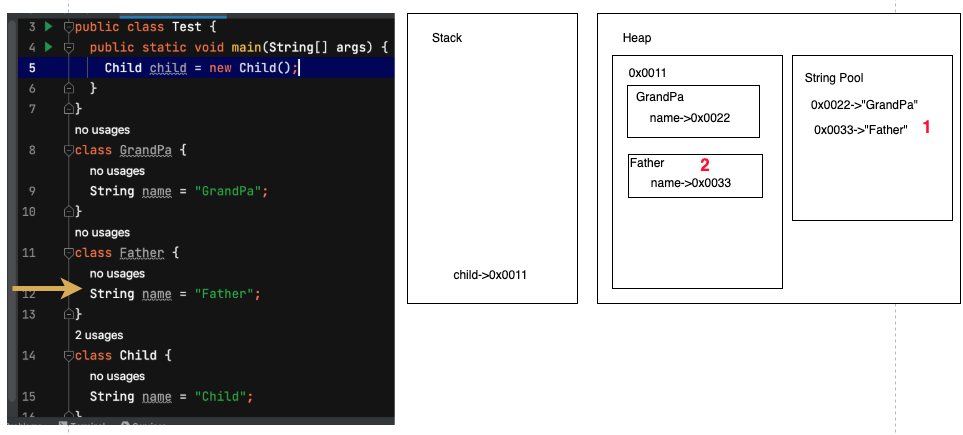 3 public class Test {
4 public static void main(String[] args) {
5 Child child = new Child();
6 }
7 }
no usages
8 class GrandPa {
no usages
9 String name = "GrandPa";
10 }
no usages
11 class Father {
no usages
12 String name = "Father";
13 }
2 usages
14 class Child {
no usages
15 String name = "Child";
16 }
Terminal
Stack
child->0x0011
Heap
0x0011
GrandPa
name->0x0022
Father 2
name->0x0033
String Pool
0x0022->"GrandPa"
0x0033->"Father" 1